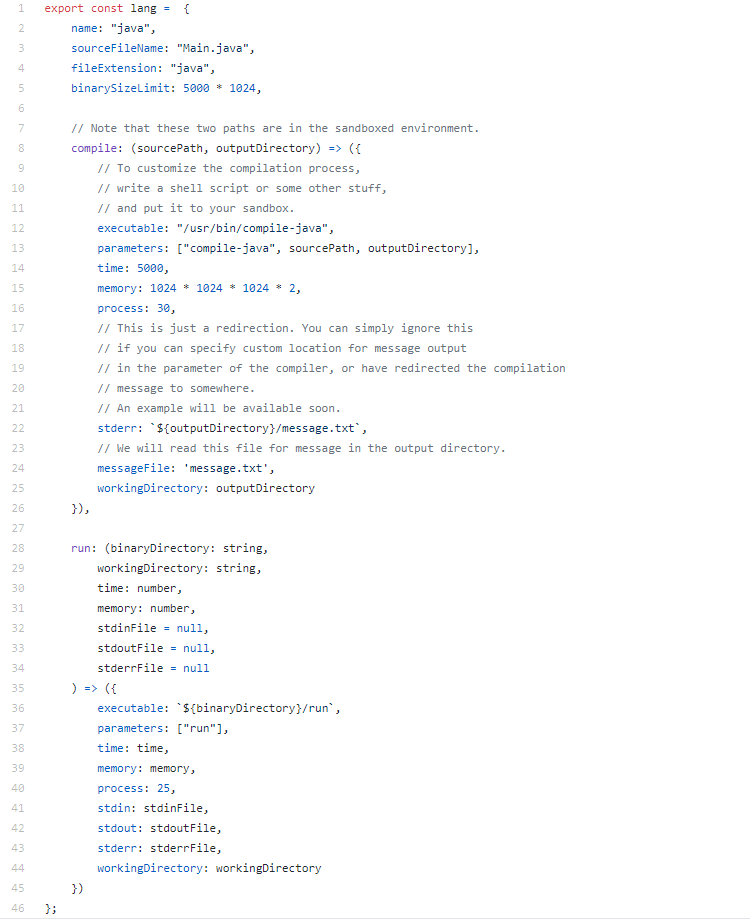 1 export const lang = {
2 name: "java",
3 sourceFileName: "Main.java",
4 fileExtension: "java",
5 binarySizeLimit: 5000 * 1024,
6
7 // Note that these two paths are in the sandboxed environment.
8 compile: (sourcePath, outputDirectory) => ({
9 // To customize the compilation process,
10 // write a shell script or some other stuff,
11 // and put it to your sandbox.
12 executable: "/usr/bin/compile-java",
13 parameters: ["compile-java", sourcePath, outputDirectory],
14 time: 5000,
15 memory: 1024 * 1024 * 1024 * 2,
16 process: 30,
17 // This is just a redirection. You can simply ignore this
18 // if you can specify custom location for message output
19 // in the parameter of the compiler, or have redirected the compilation
20 // message to somewhere.
21 // An example will be available soon.
22 stderr: `${outputDirectory}/message.txt`,
23 // We will read this file for message in the output directory.
24 messageFile: 'message.txt',
25 workingDirectory: outputDirectory
26 }),
27
28 run: (binaryDirectory: string,
29 workingDirectory: string,
30 time: number,
31 memory: number,
32 stdinFile = null,
33 stdoutFile = null,
34 stderrFile = null
35 ) => ({
36 executable: `${binaryDirectory}/run`,
37 parameters: ["run"],
38 time: time,
39 memory: memory,
40 process: 25,
41 stdin: stdinFile,
42 stdout: stdoutFile,
43 stderr: stderrFile,
44 workingDirectory: workingDirectory
45 })
46 };